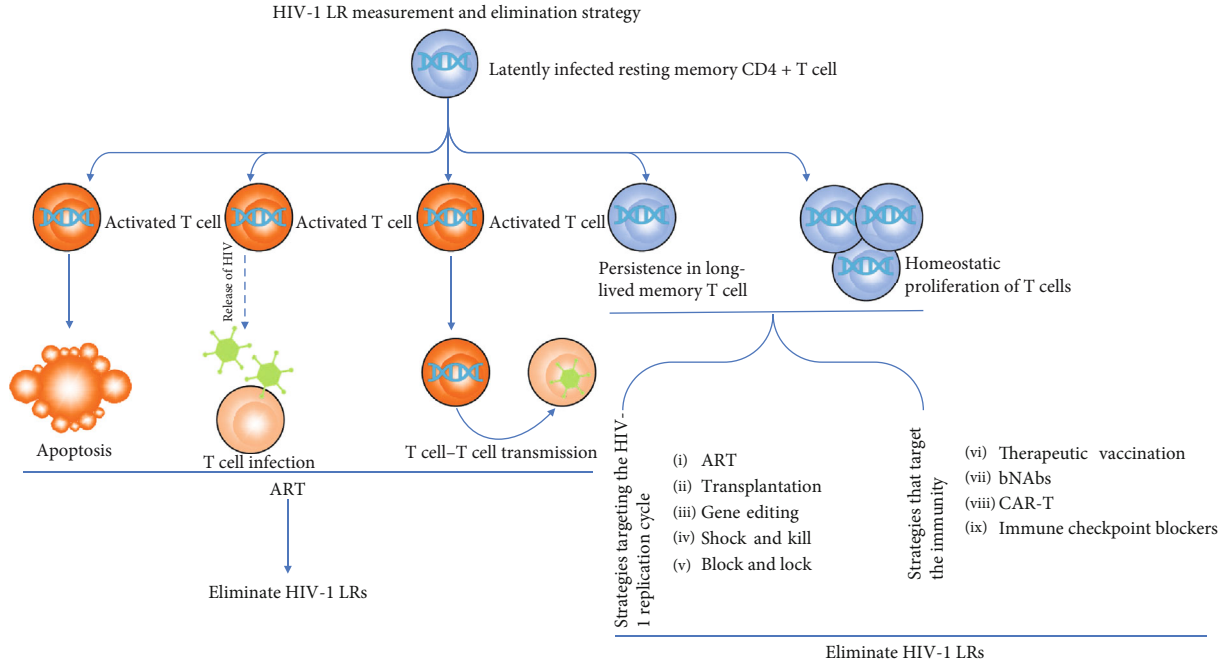 HIV-1 LR measurement and elimination strategy
Latently infected resting memory CD4 + T cell
Activated T cell
Activated T cell
Activated T cell
Release of HIV
Persistence in long-
lived memory T cell
Homeostatic
proliferation of T cells
Apoptosis
T cell infection
T cell–T cell transmission
ART
Eliminate HIV-1 LRs
Strategies targeting the HIV-
1 replication cycle
(i) ART
(ii) Transplantation
(iii) Gene editing
(iv) Shock and kill
(v) Block and lock
Strategies that target
the immunity
(vi) Therapeutic vaccination
(vii) bNAbs
(viii) CAR-T
(ix) Immune checkpoint blockers
Eliminate HIV-1 LRs